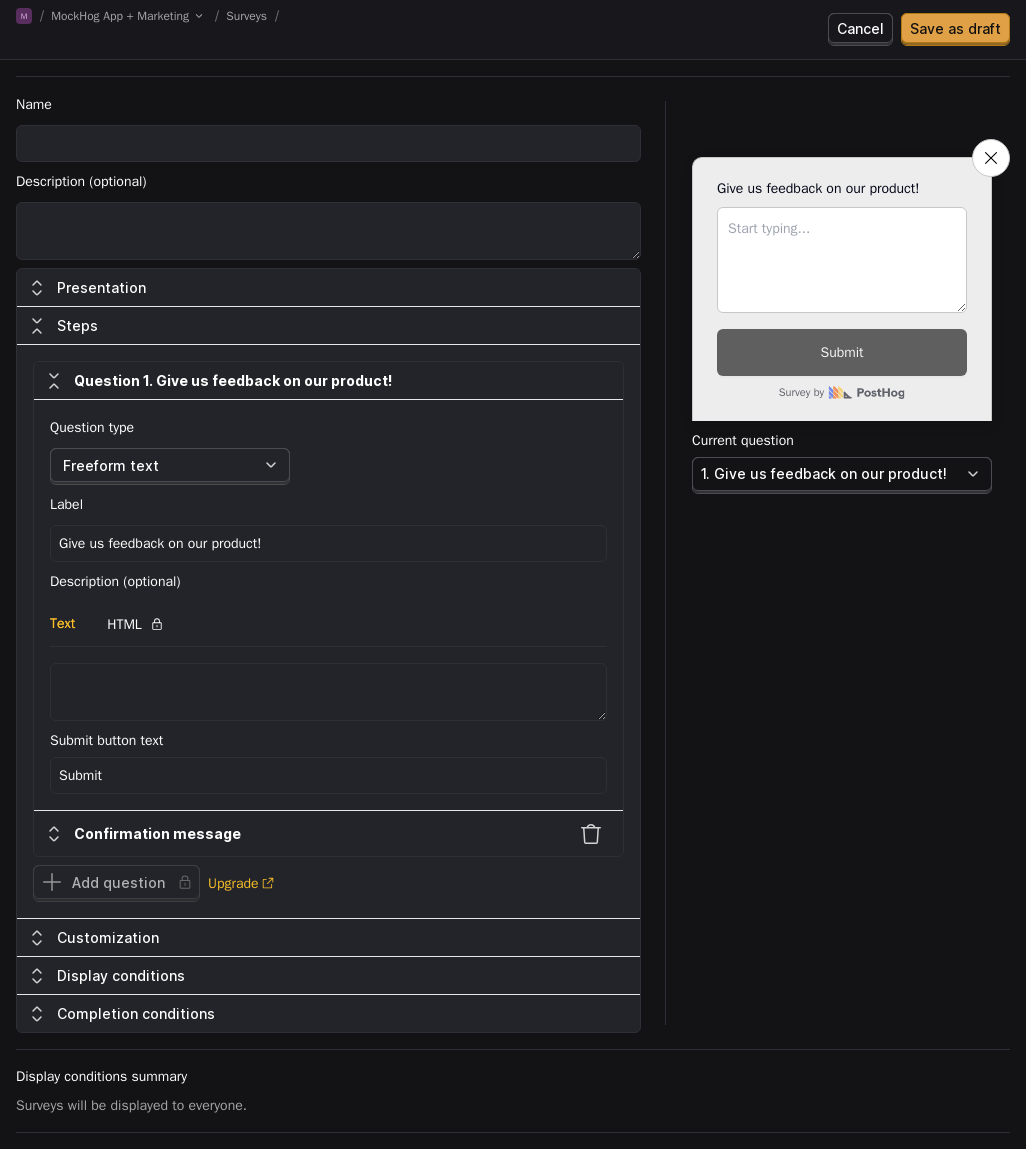 M / MockHog App + Marketing / Surveys /
Cancel
Save as draft
Name
Description (optional)
Presentation
Steps
Question 1. Give us feedback on our product!
Question type
Freeform text
Label
Give us feedback on our product!
Description (optional)
Text
HTML
Submit button text
Submit
Confirmation message
Add question
Upgrade
Customization
Display conditions
Completion conditions
Give us feedback on our product!
Start typing...
Submit
Survey by PostHog
Current question
1. Give us feedback on our product!
Display conditions summary
Surveys will be displayed to everyone.